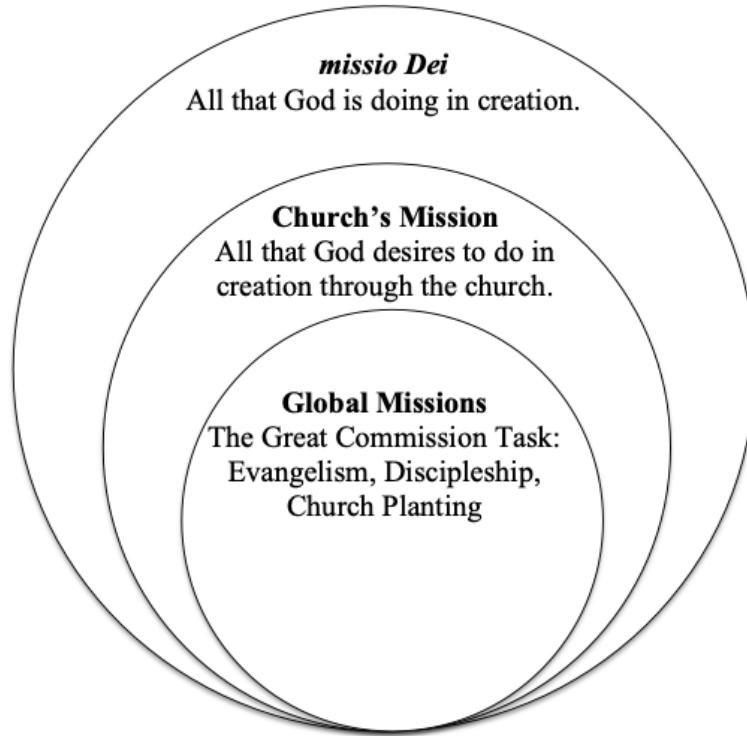 missio Dei
All that God is doing in creation.
Church’s Mission
All that God desires to do in
creation through the church.
Global Missions
The Great Commission Task:
Evangelism, Discipleship,
Church Planting